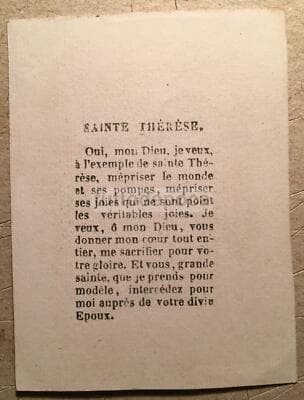 SAINTE THÉRÈSE.
Oui, mon Dieu, je veux,
à l'exemple de sainte Thé-
rèse, mépriser le monde
et ses pompes, mépriser
ses joies qui ne sont point
les véritables joies. Je
veux, ô mon Dieu, vous
donner mon cœur tout en-
tier, me sacrifier pour vo-
tre gloire. Et vous, grande
sainte, que je prends pour
modèle, intercédez pour
moi auprès de votre divin
Epoux.